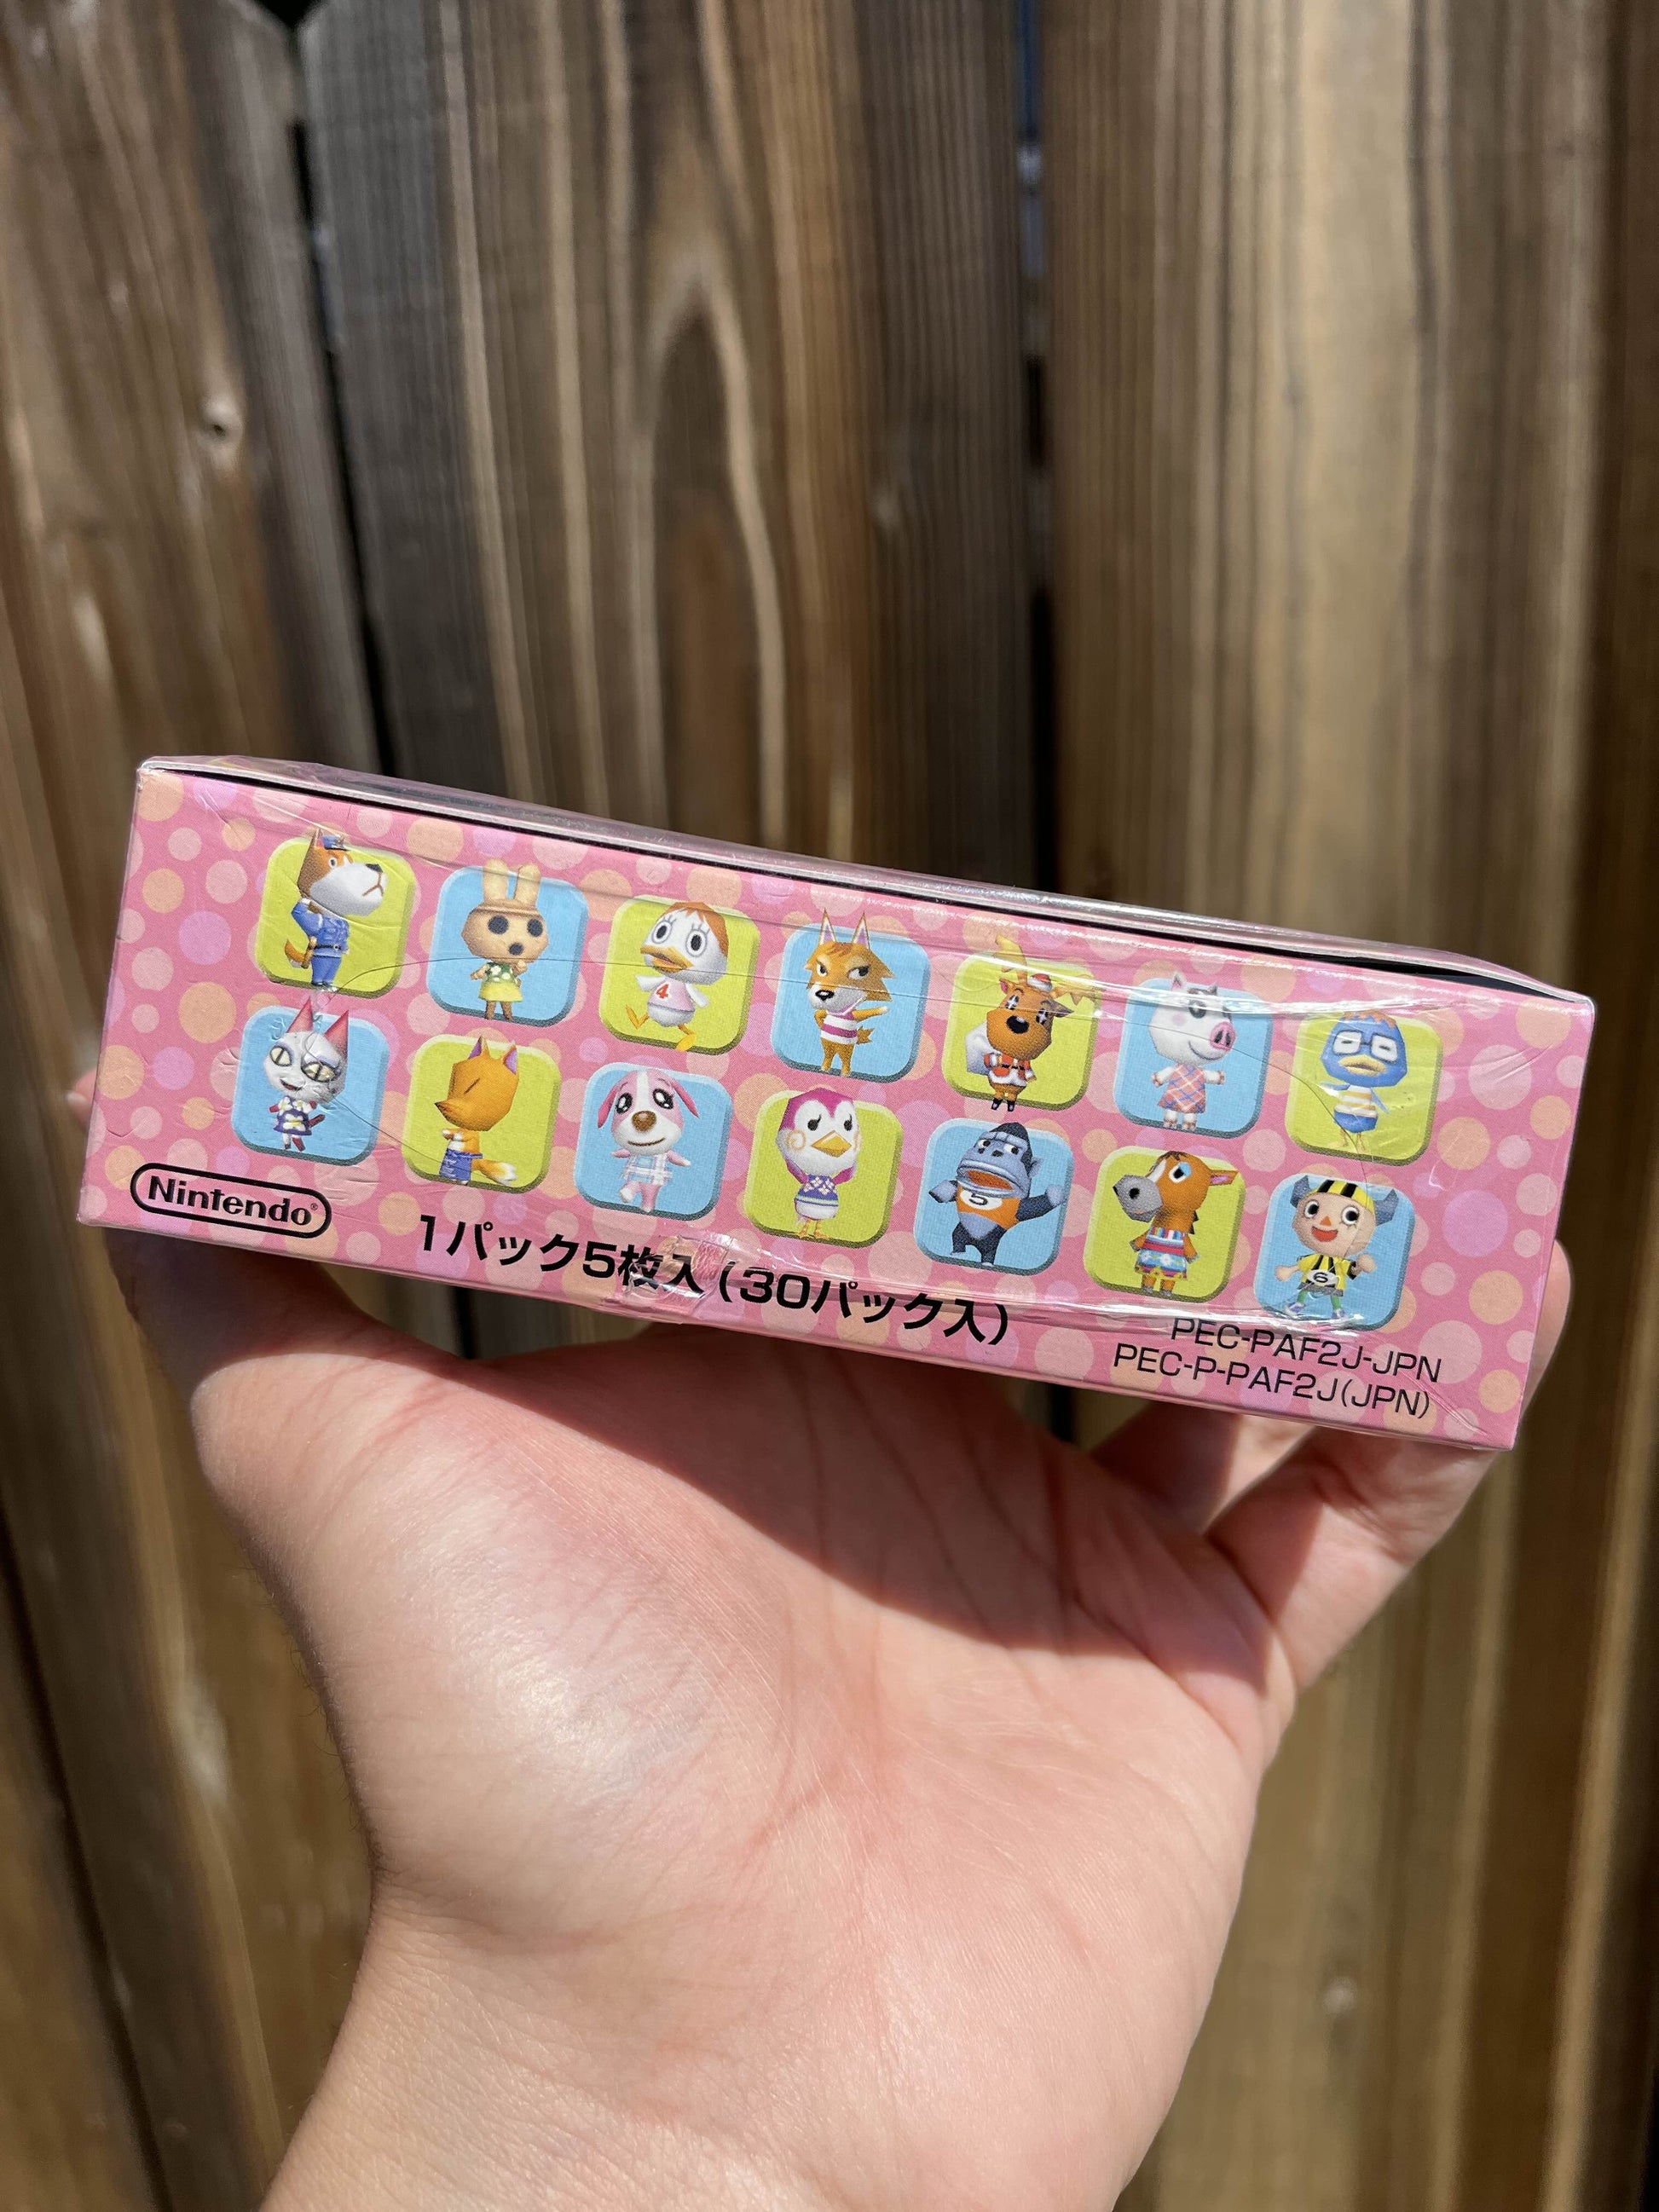 4
5
6
Nintendo®
1パック5枚入(30パック入)
PEC-PAF2J-JPN
PEC-P-PAF2J(JPN)